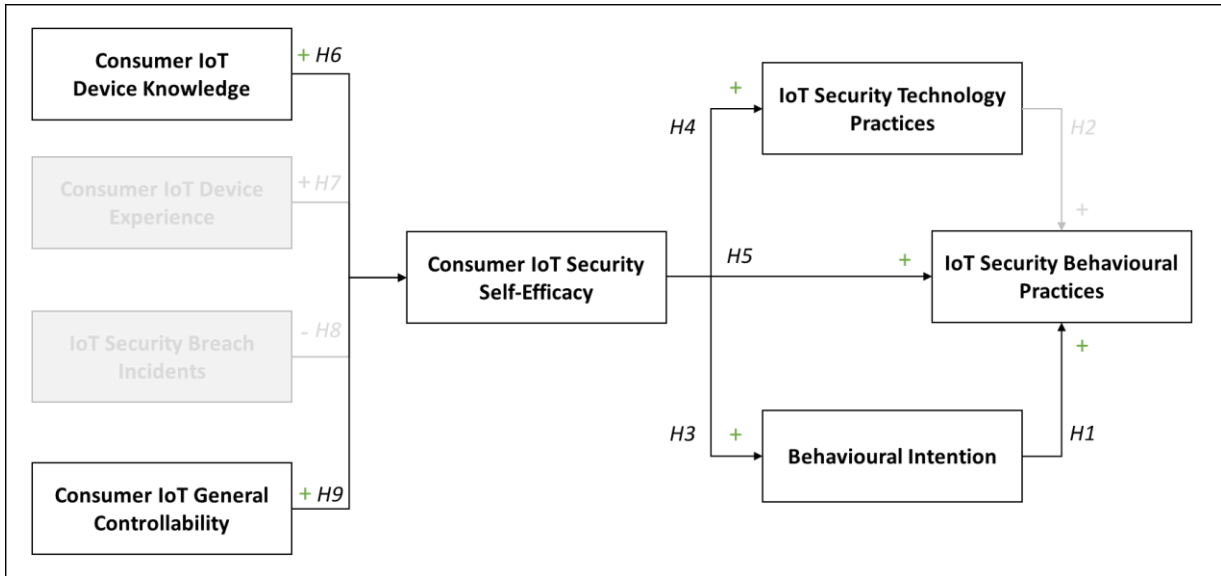 Consumer IoT
Device Knowledge
+ H6
Consumer IoT Device
Experience
+ H7
IoT Security Breach
Incidents
- H8
Consumer IoT General
Controllability
+ H9
Consumer IoT Security
Self-Efficacy
H4
+
H5
+
H3
+
IoT Security Technology
Practices
H2
+
IoT Security Behavioural
Practices
+
H1
Behavioural Intention